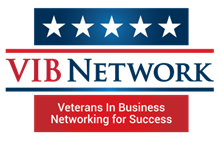 VIB NETWORK
Veterans In Business
Networking for Success